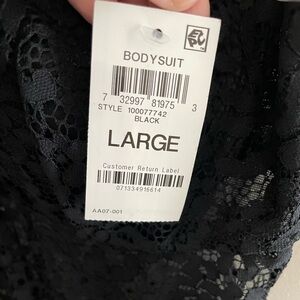 BODYSUIT
7 32997 81975 3
STYLE 100077742
BLACK
LARGE
Customer Return Label
071334916614
AA07-001